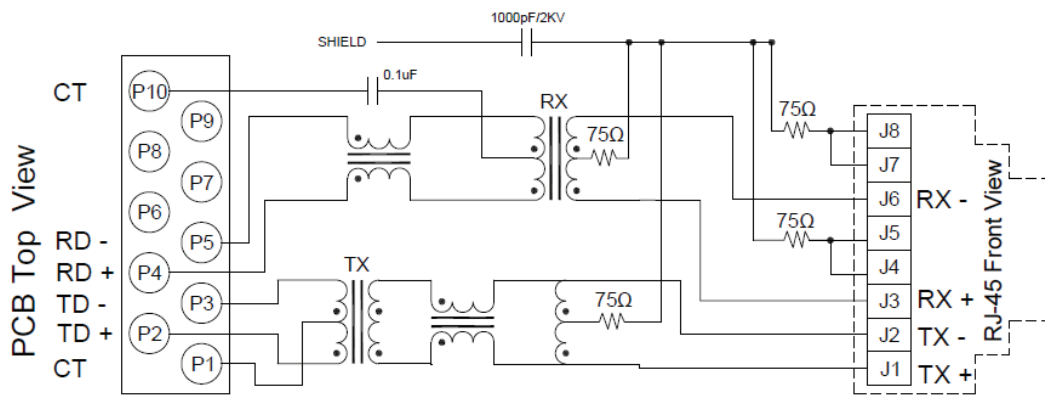 1000pF/2KV
SHIELD
0.1uF
CT
P10
P9
P8
P7
P6
RD -
P5
RD +
P4
TD -
P3
TD +
P2
CT
P1
PCB Top View
RX
75Ω
TX
75Ω
75Ω
75Ω
J8
J7
J6
RX -
J5
J4
J3
RX +
J2
TX -
J1
TX +
RJ-45 Front View